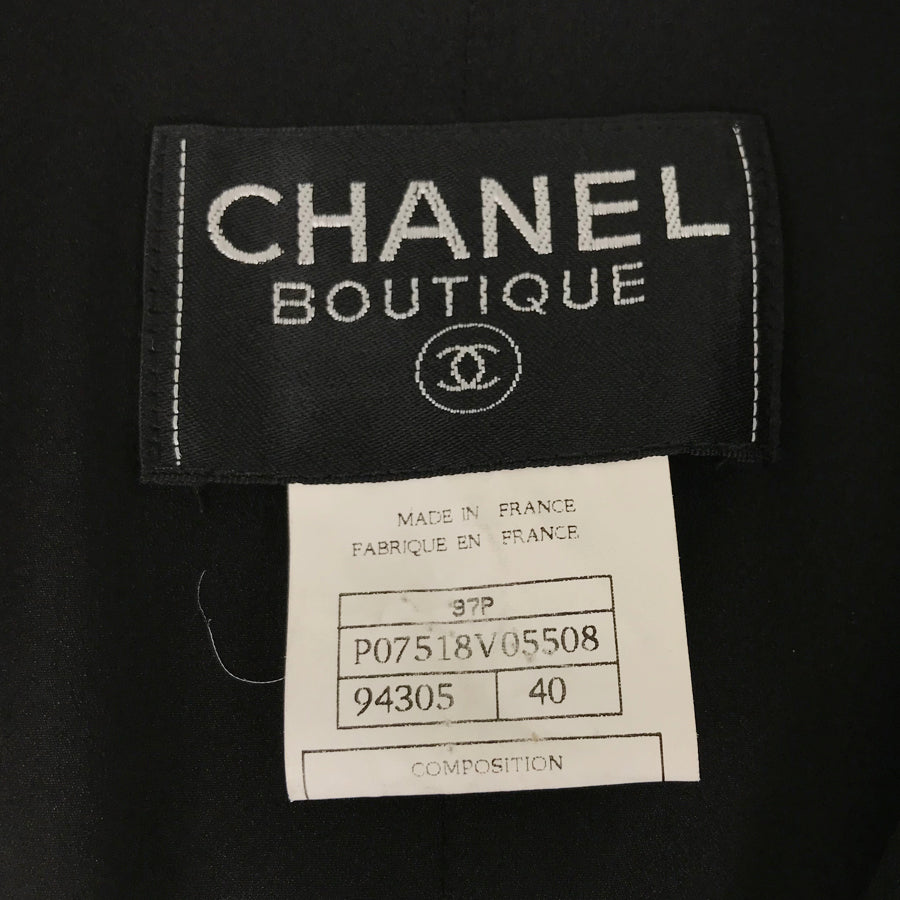 CHANEL
BOUTIQUE
MADE IN FRANCE
FABRIQUE EN FRANCE
97P
P07518V05508
94305 40
COMPOSITION